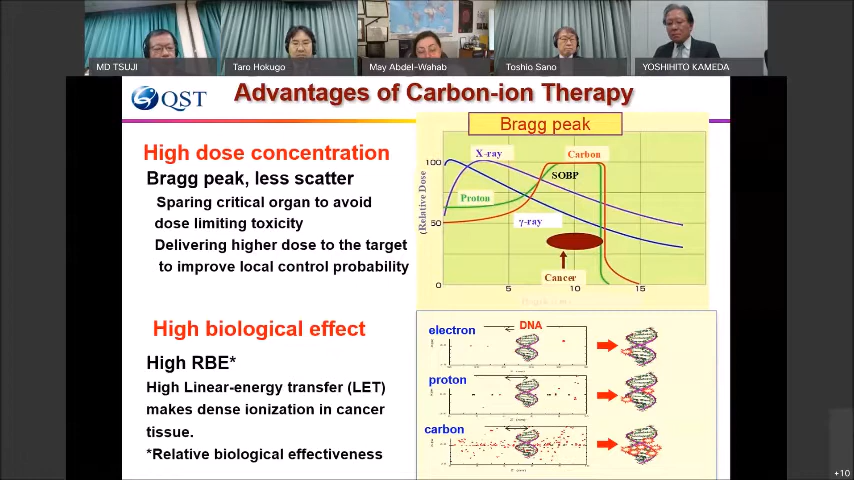 MD TSUJI
Taro Hokugo
May Abdel-Wahab
Toshio Sano
YOSHIHITO KAMEDA
QST
Advantages of Carbon-ion Therapy
High dose concentration
Bragg peak, less scatter
Sparing critical organ to avoid
dose limiting toxicity
Delivering higher dose to the target
to improve local control probability
High biological effect
High RBE*
High Linear-energy transfer (LET)
makes dense ionization in cancer
tissue.
*Relative biological effectiveness
Bragg peak
X-ray
Carbon
SOBP
Proton
γ-ray
Cancer
(Relative Dose
100
50
0
5
10
15
electron
DNA
proton
carbon
+10